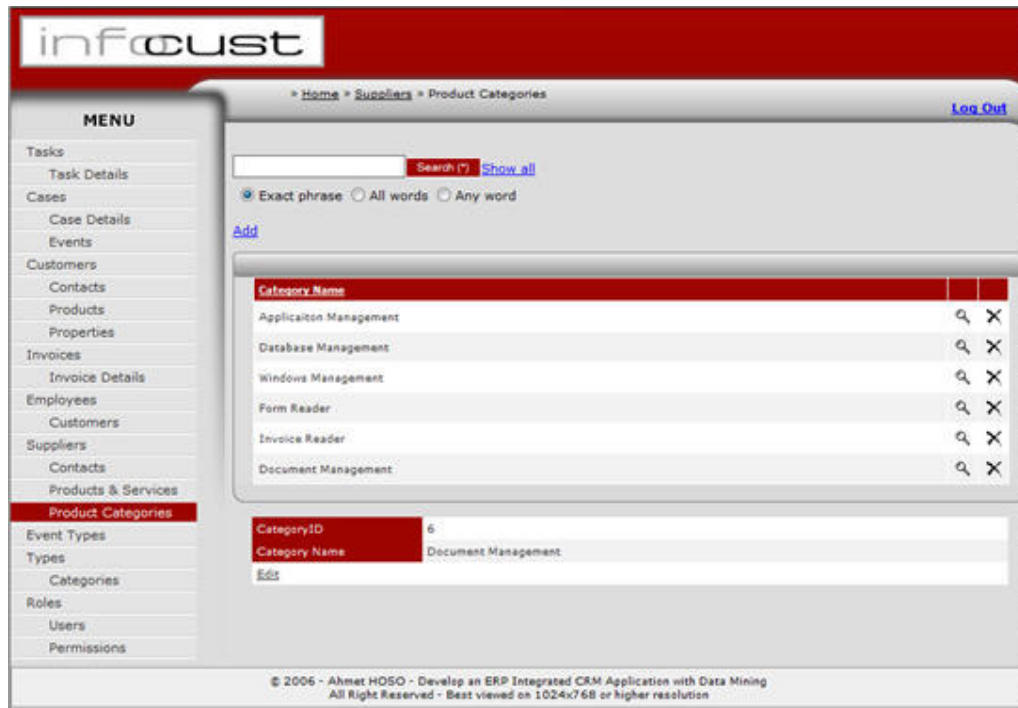 infocust
» Home » Suppliers » Product Categories
Log Out
MENU
Tasks
Task Details
Cases
Case Details
Events
Customers
Contacts
Products
Properties
Invoices
Invoice Details
Employees
Customers
Suppliers
Contacts
Products & Services
Product Categories
Event Types
Types
Categories
Roles
Users
Permissions
Search (*) Show all
Exact phrase All words Any word
Add
Category Name
Applicaiton Management
Database Management
Windows Management
Form Reader
Invoice Reader
Document Management
CategoryID 6
Category Name Document Management
Edit
© 2006 - Ahmet HOSO - Develop an ERP Integrated CRM Application with Data Mining
All Right Reserved - Best viewed on 1024x768 or higher resolution